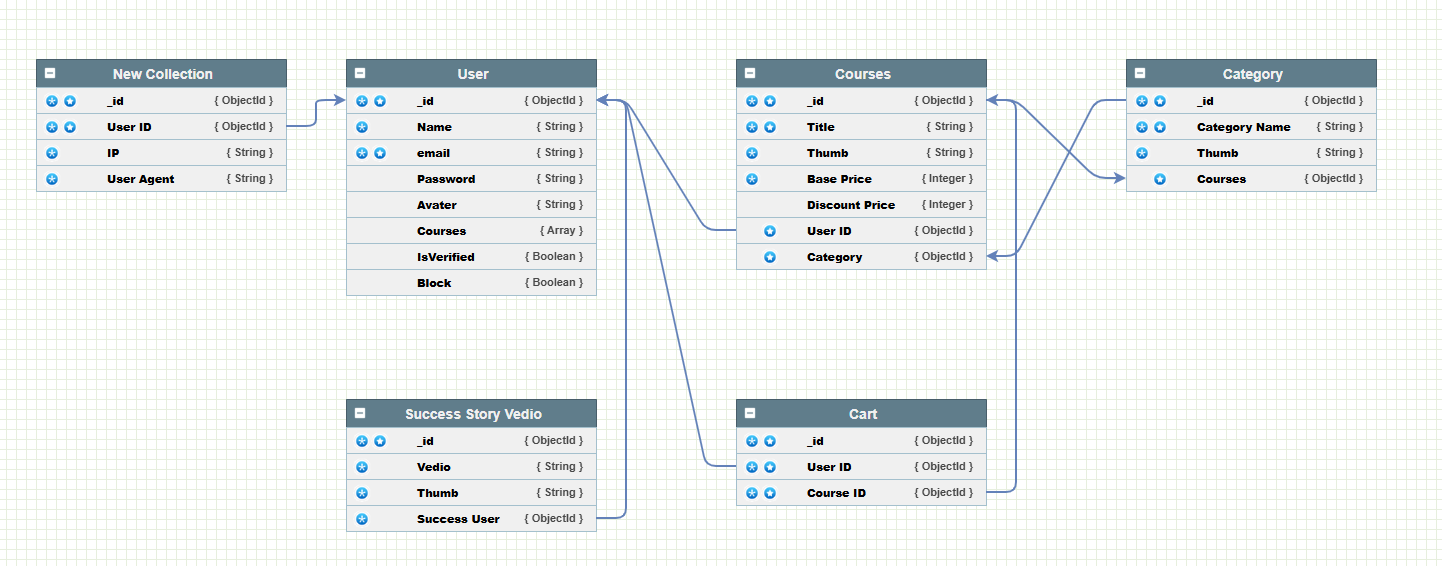 New Collection
_id { ObjectId }
User ID { ObjectId }
IP { String }
User Agent { String }
User
_id { ObjectId }
Name { String }
email { String }
Password { String }
Avater { String }
Courses { Array }
IsVerified { Boolean }
Block { Boolean }
Courses
_id { ObjectId }
Title { String }
Thumb { String }
Base Price { Integer }
Discount Price { Integer }
User ID { ObjectId }
Category { ObjectId }
Category
_id { ObjectId }
Category Name { String }
Thumb { String }
Courses { ObjectId }
Success Story Vedio
_id { ObjectId }
Vedio { String }
Thumb { String }
Success User { ObjectId }
Cart
_id { ObjectId }
User ID { ObjectId }
Course ID { ObjectId }